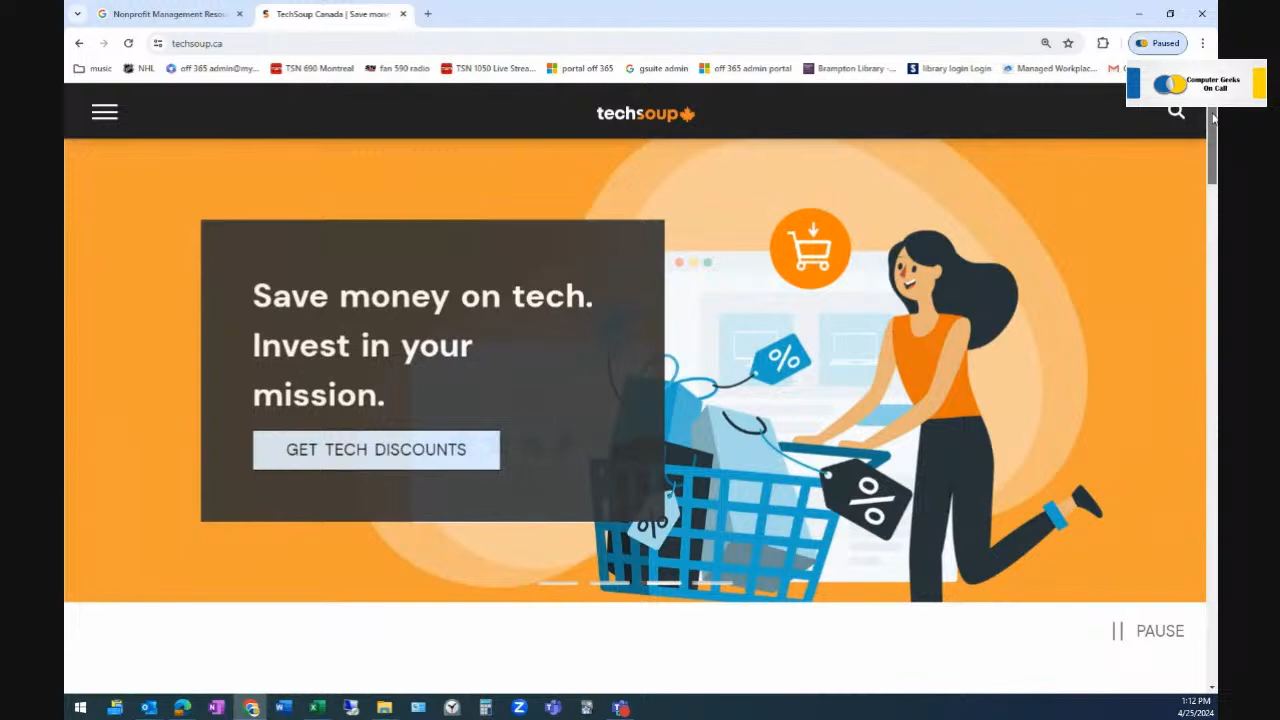 Nonprofit Management Resou
TechSoup Canada | Save mone
techsoup.ca
Paused
music
NHL
off 365 admin@my...
TSN 690 Montreal
fan 590 radio
TSN 1050 Live Strea...
portal off 365
gsuite admin
off 365 admin portal
Brampton Library -...
library login Login
Managed Workplac...
Computer Geeks
On Call
techsoup
Save money on tech.
Invest in your
mission.
GET TECH DISCOUNTS
%
%
%
PAUSE
1:12 PM
4/25/2024